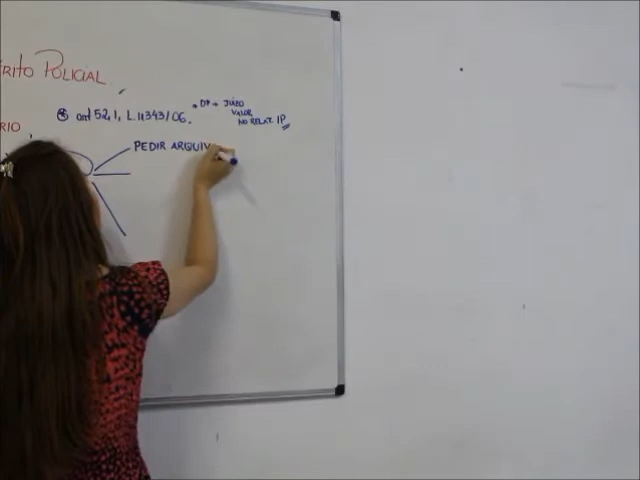 RITO POLICIAL
⊛ art 52, I, L. 11343/06.
• DP → JUÍZO
VALOR
NO RELAT. IP
RIO
PEDIR ARQUIV